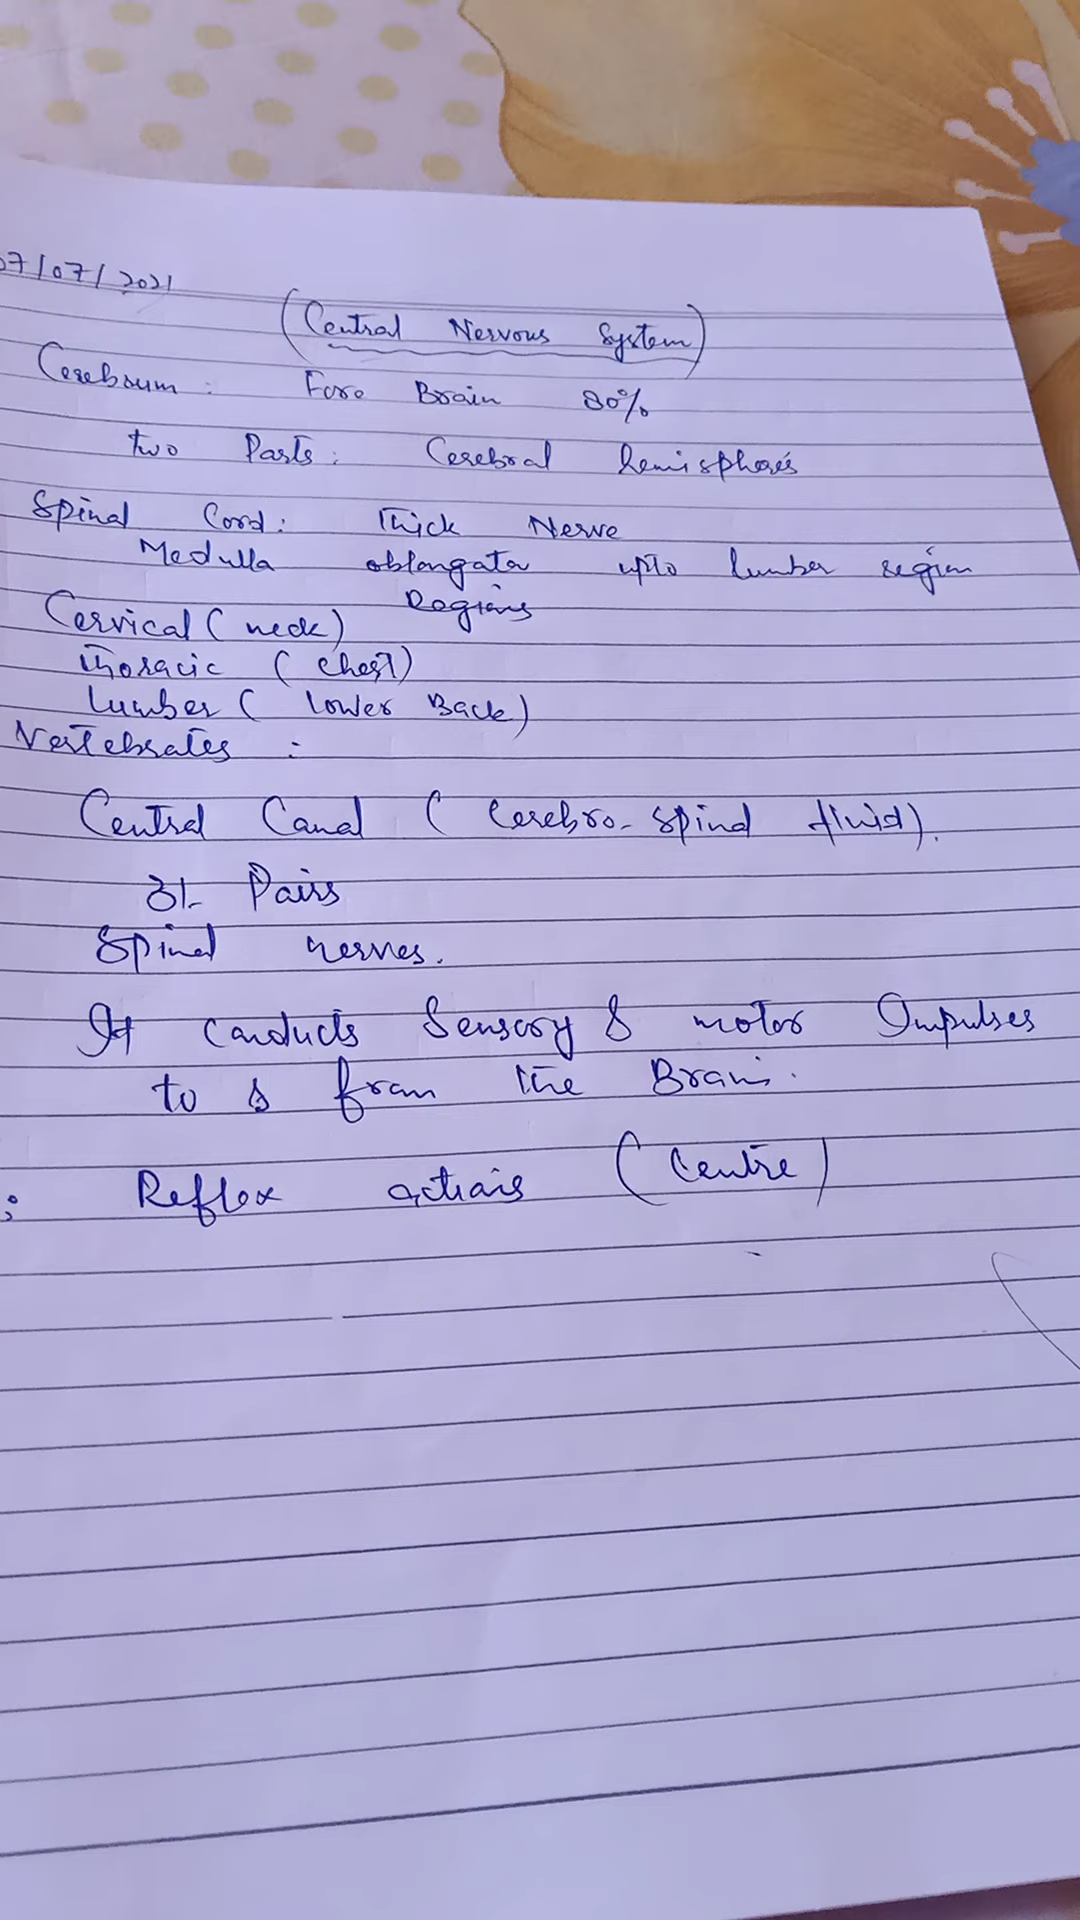 07/07/2021
(Central Nervous System)
Cerebrum: Fore Brain 80%
two Parts: Cerebral hemispheres
Spinal Cord: Thick Nerve
Medulla oblongata upto lumber region
Regions
Cervical (neck)
Thoracic (chest)
lumber (lower Back)
Vertebrates :
Central Canal (Cerebro-spinal fluid).
31 Pairs
Spinal nerves.
It conducts Sensory & motor Impulses
to & from the Brain.
: Reflex actions (Centre)